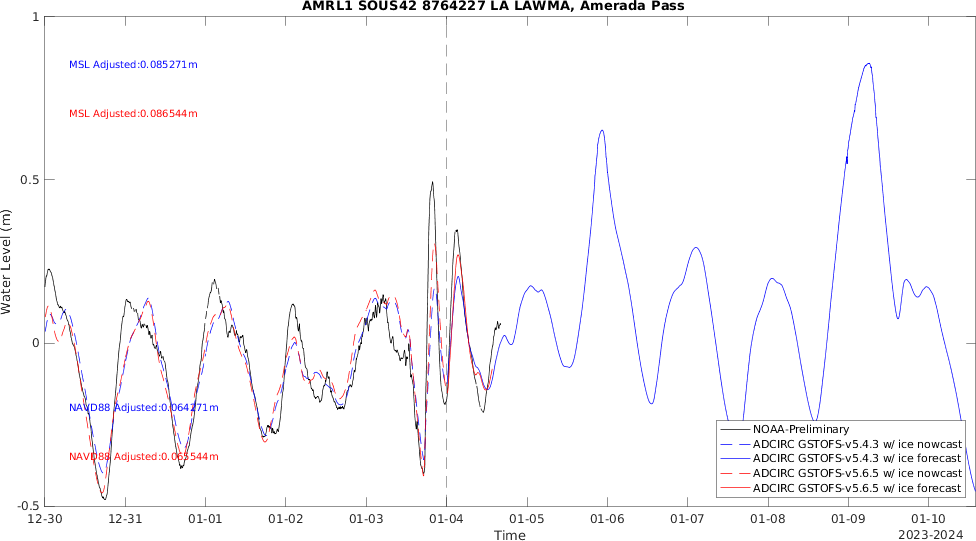 AMRL1 SOUS42 8764227 LA LAWMA, Amerada Pass
1
MSL Adjusted:0.085271m
MSL Adjusted:0.086544m
0.5
Water Level (m)
0
NAVD88 Adjusted:0.064271m
NAVD88 Adjusted:0.065544m
NOAA-Preliminary
ADCIRC GSTOFS-v5.4.3 w/ ice nowcast
ADCIRC GSTOFS-v5.4.3 w/ ice forecast
ADCIRC GSTOFS-v5.6.5 w/ ice nowcast
ADCIRC GSTOFS-v5.6.5 w/ ice forecast
-0.5
12-30 12-31 01-01 01-02 01-03 01-04 01-05 01-06 01-07 01-08 01-09 01-10
2023-2024
Time